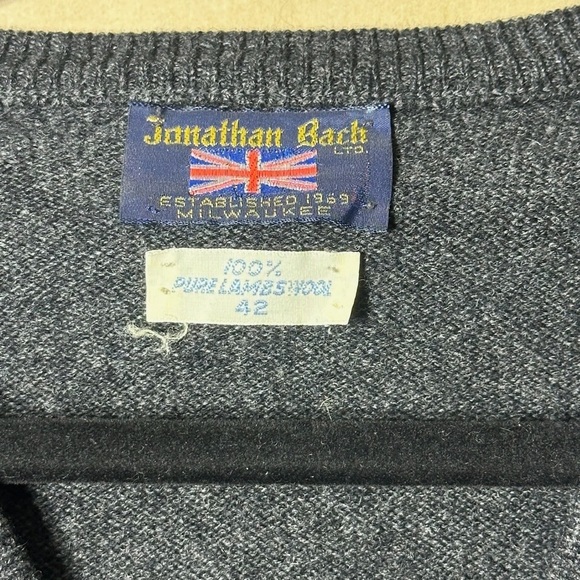 Jonathan Bach
LTD.
ESTABLISHED 1969
MILWAUKEE
100%
PURE LAMBSWOOL
42